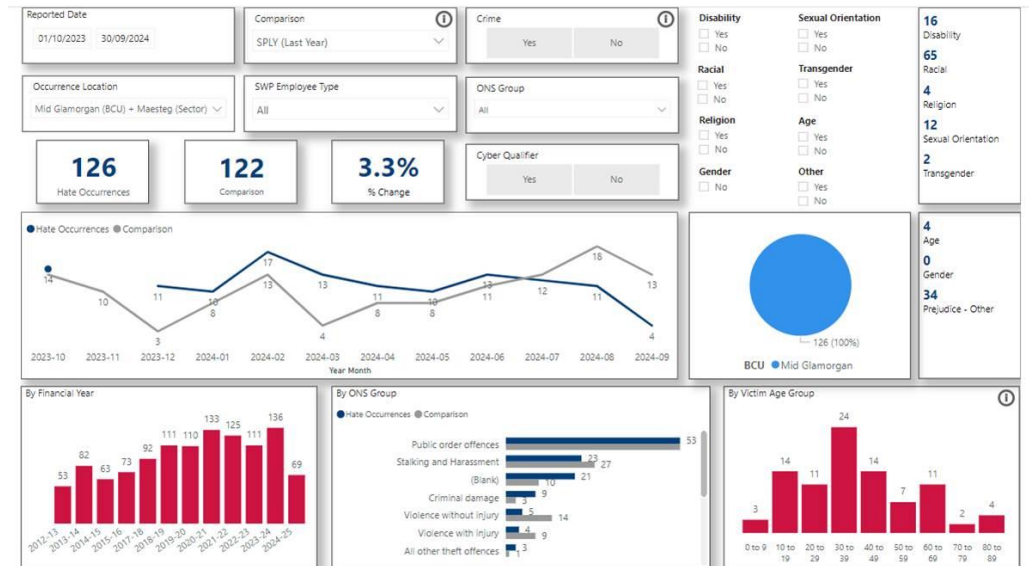 Reported Date
01/10/2023 30/09/2024
Comparison
SPLY (Last Year)
Crime
Yes No
Occurrence Location
Mid Glamorgan (BCU) + Maesteg (Sector)
SWP Employee Type
All
ONS Group
All
126
Hate Occurrences
122
Comparison
3.3%
% Change
Cyber Qualifier
Yes No
Disability
Yes
No
Sexual Orientation
Yes
No
Racial
Yes
No
Transgender
Yes
No
Religion
Yes
No
Age
Yes
No
Gender
No
Other
Yes
No
16
Disability
65
Racial
4
Religion
12
Sexual Orientation
2
Transgender
4
Age
0
Gender
34
Prejudice - Other
Hate Occurrences Comparison
17
18
14 13 13 13 13
10 11 10 11 10 11 12 11
8 8 8
3 4 4
2023-10 2023-11 2023-12 2024-01 2024-02 2024-03 2024-04 2024-05 2024-06 2024-07 2024-08 2024-09
Year Month
126 (100%)
BCU Mid Glamorgan
By Financial Year
53 82 63 73 92 111 110 133 125 111 136 69
2012-13 2013-14 2014-15 2015-16 2017-18 2018-19 2019-20 2020-21 2021-22 2022-23 2023-24 2024-25
By ONS Group
Hate Occurrences Comparison
Public order offences 53
Stalking and Harassment 23 27
(Blank) 21 10
Criminal damage 9 3
Violence without injury 5 14
Violence with injury 4 9
All other theft offences 3 1
By Victim Age Group
3 14 11 24 14 7 11 2 4
0 to 9 10 to 19 20 to 29 30 to 39 40 to 49 50 to 59 60 to 69 70 to 79 80 to 89